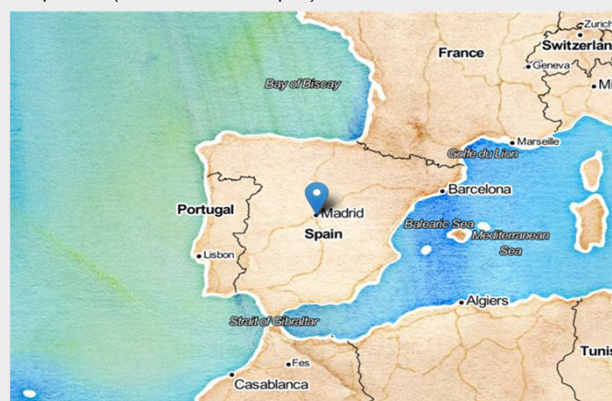 Zurich
France
Switzerlan
Geneva
Bay of Biscay
Mi
Marseille
Golfe du Lion
Barcelona
Portugal
Madrid
Balearic Sea
Spain
Mediterranean
Sea
Lisbon
Algiers
Strait of Gibraltar
Tunis
Fes
Casablanca